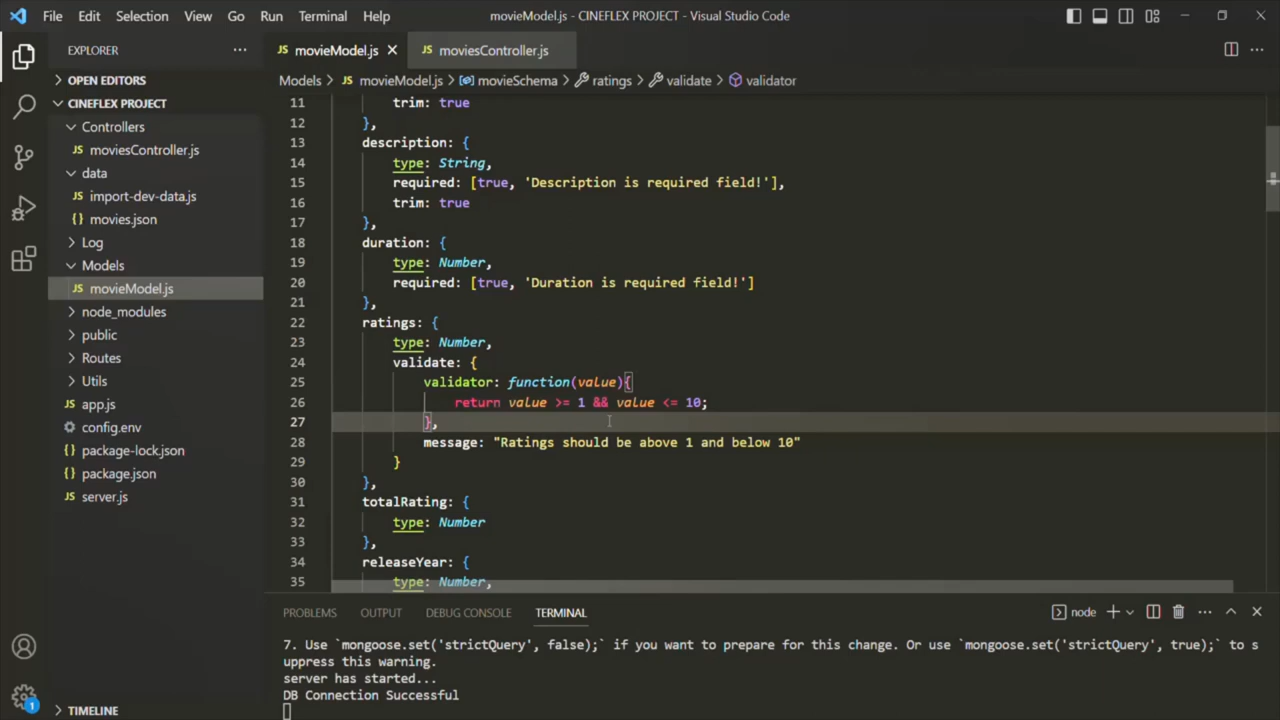 File Edit Selection View Go Run Terminal Help
movieModel.js - CINEFLEX PROJECT - Visual Studio Code
EXPLORER
OPEN EDITORS
CINEFLEX PROJECT
Controllers
JS moviesController.js
data
JS import-dev-data.js
{} movies.json
Log
Models
JS movieModel.js
node_modules
public
Routes
Utils
JS app.js
config.env
{} package-lock.json
{} package.json
JS server.js
TIMELINE
1
JS movieModel.js
JS moviesController.js
Models > JS movieModel.js > movieSchema > ratings > validate > validator
11 trim: true
12 },
13 description: {
14 type: String,
15 required: [true, 'Description is required field!'],
16 trim: true
17 },
18 duration: {
19 type: Number,
20 required: [true, 'Duration is required field!']
21 },
22 ratings: {
23 type: Number,
24 validate: {
25 validator: function(value){
26 return value >= 1 && value <= 10;
27 },
28 message: "Ratings should be above 1 and below 10"
29 }
30 },
31 totalRating: {
32 type: Number
33 },
34 releaseYear: {
35 type: Number,
PROBLEMS OUTPUT DEBUG CONSOLE TERMINAL
node
7. Use `mongoose.set('strictQuery', false);` if you want to prepare for this change. Or use `mongoose.set('strictQuery', true);` to s
uppress this warning.
server has started...
DB Connection Successful